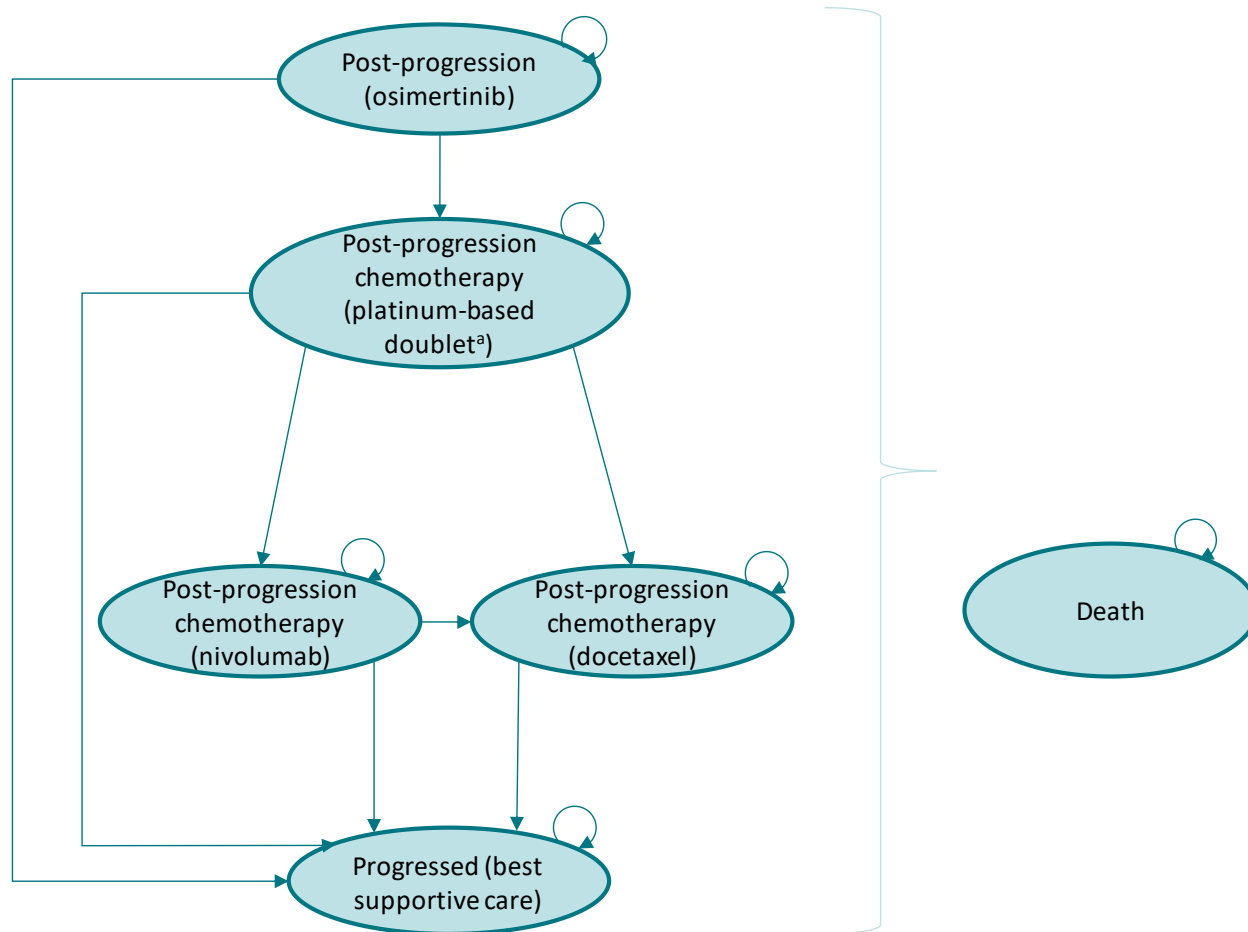 Post-progression
(osimertinib)
Post-progression
chemotherapy
(platinum-based
doubletᵃ)
Post-progression
chemotherapy
(nivolumab)
Post-progression
chemotherapy
(docetaxel)
Death
Progressed (best
supportive care)